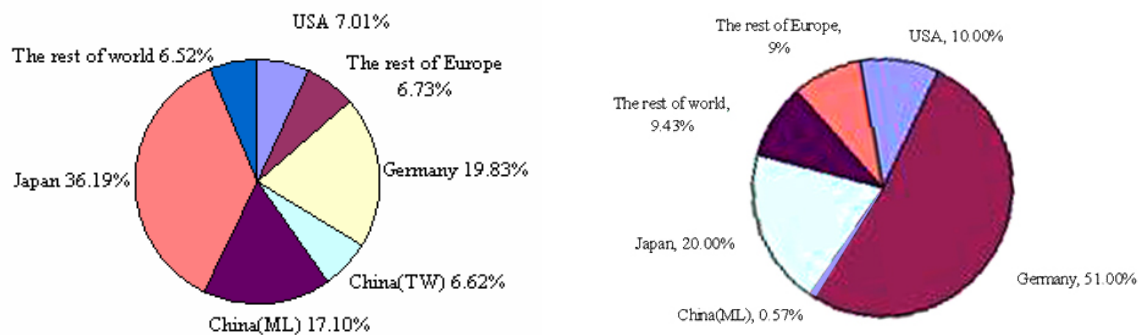 USA 7.01%
The rest of world 6.52%
The rest of Europe
6.73%
Japan 36.19%
Germany 19.83%
China(TW) 6.62%
China(ML) 17.10%
The rest of Europe,
9%
USA, 10.00%
The rest of world,
9.43%
Japan, 20.00%
Germany, 51.00%
China(ML), 0.57%